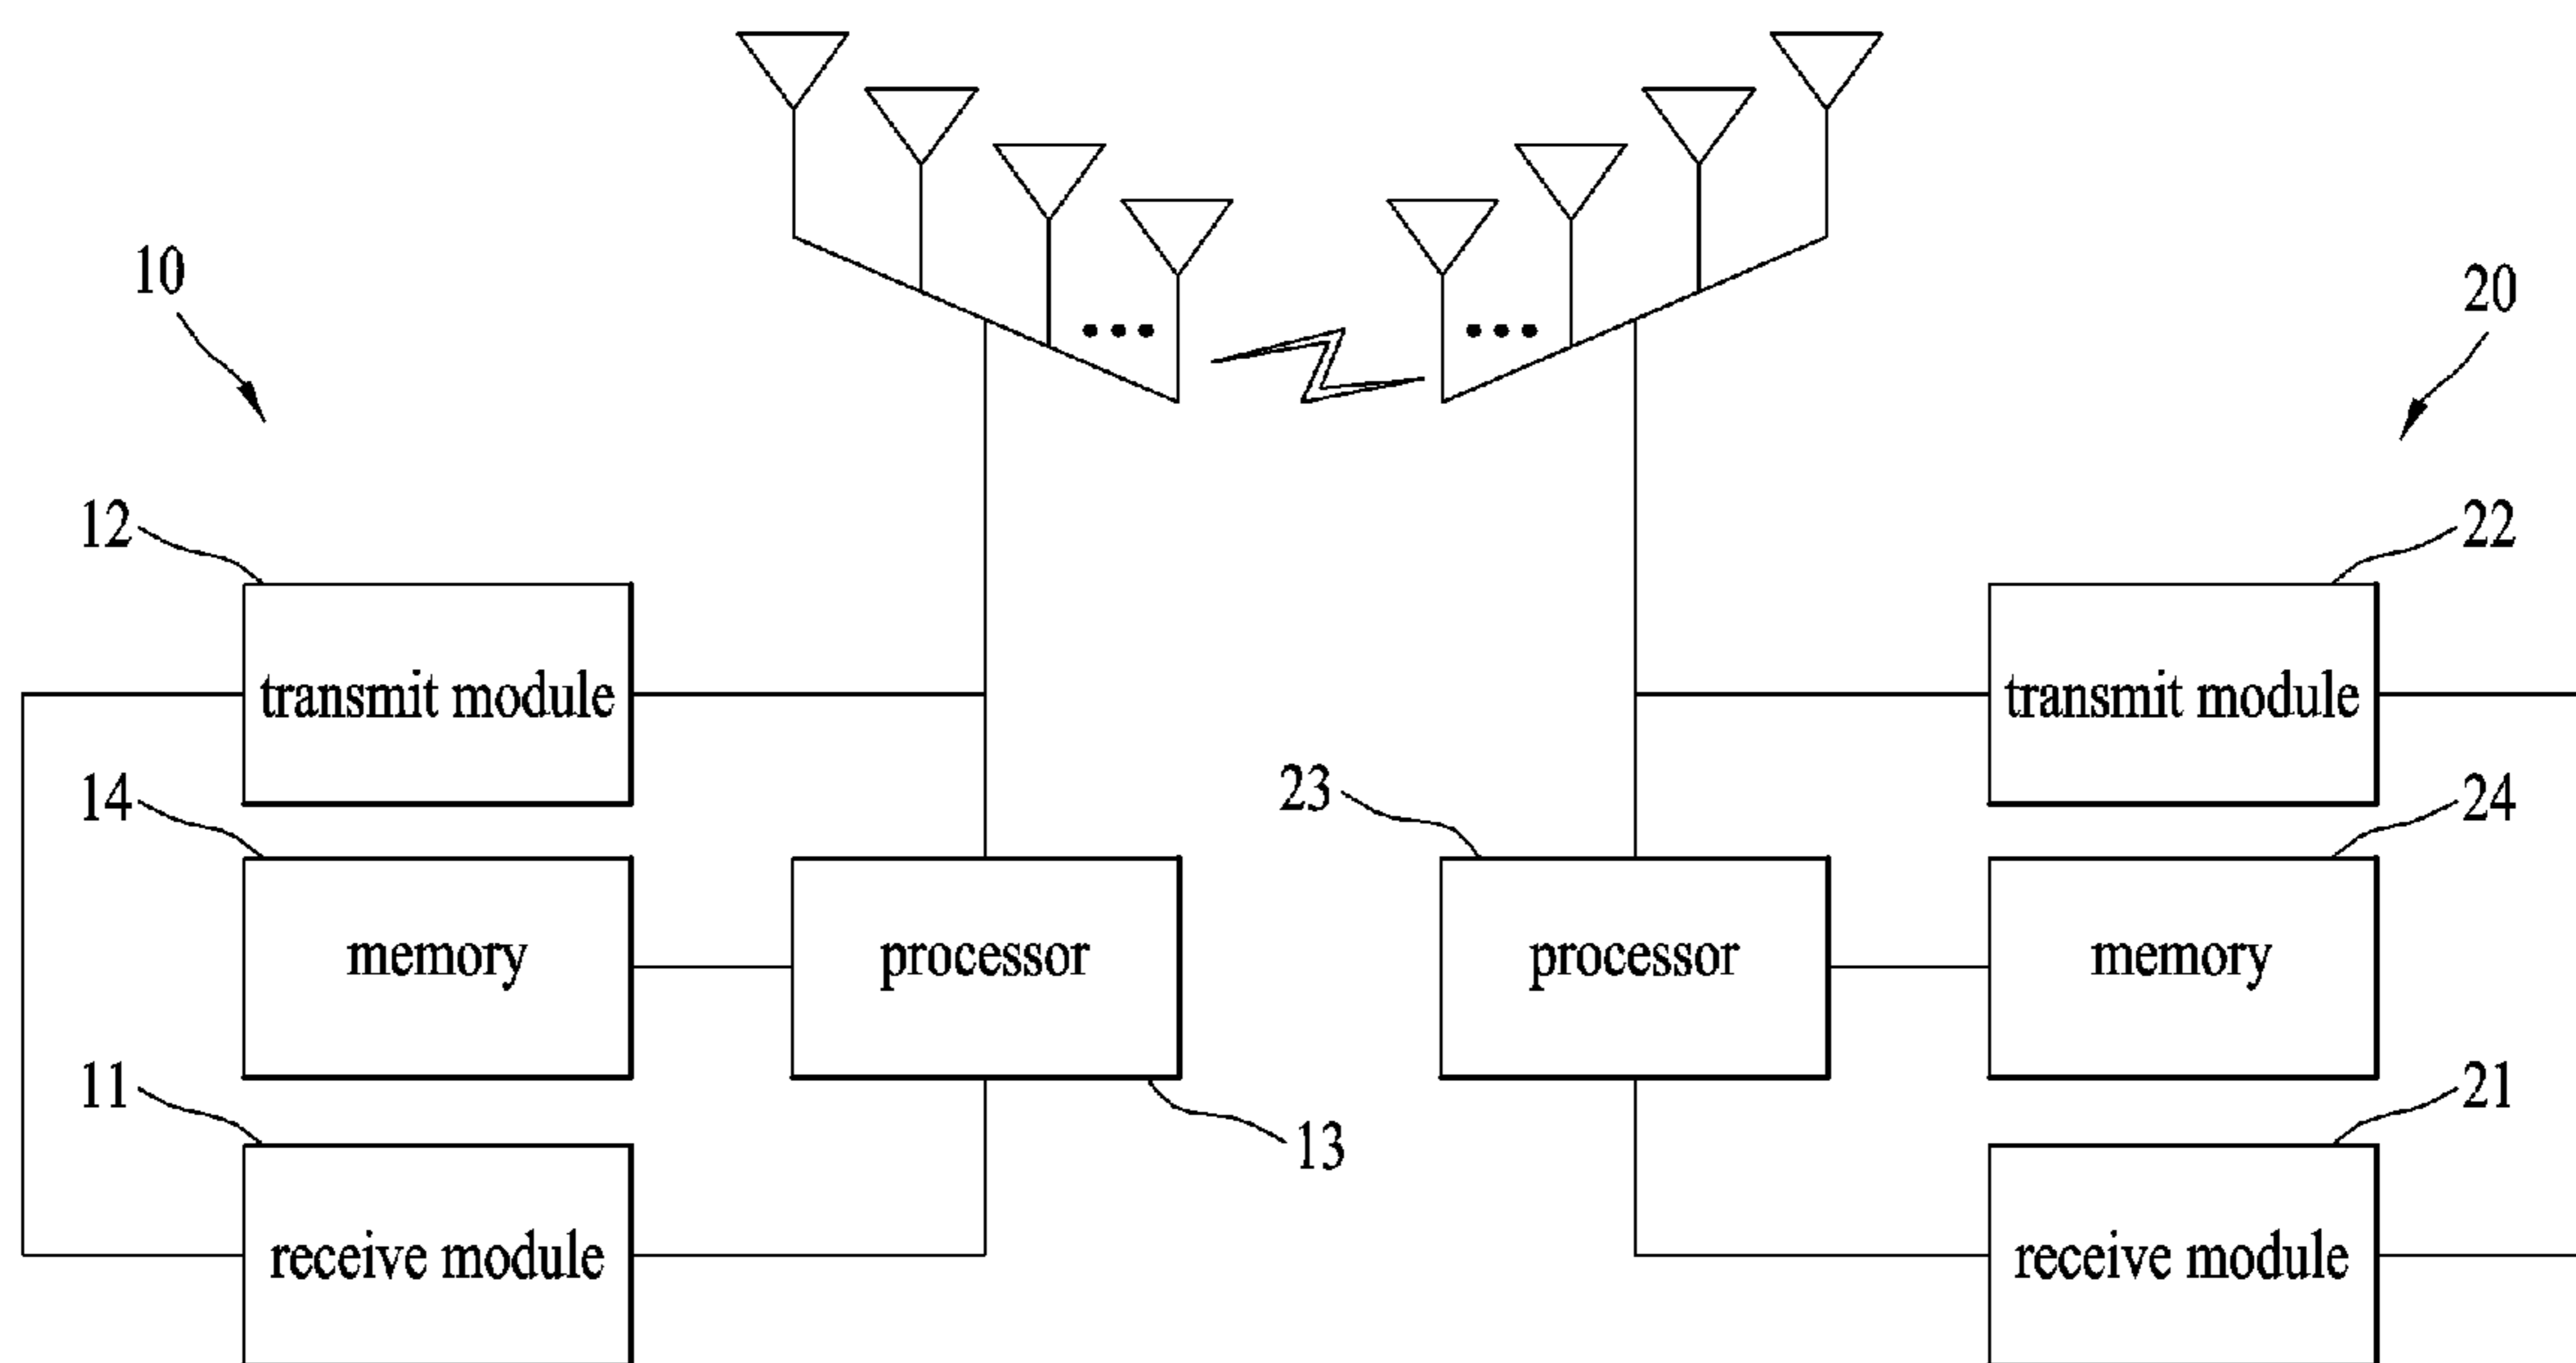 10
20
12
22
transmit module
transmit module
14
23
24
memory
processor
processor
memory
11
13
21
receive module
receive module